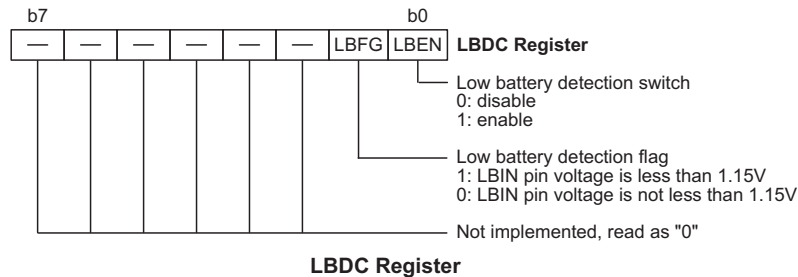 b7 b0
— — — — — — LBFG LBEN LBDC Register
Low battery detection switch
0: disable
1: enable
Low battery detection flag
1: LBIN pin voltage is less than 1.15V
0: LBIN pin voltage is not less than 1.15V
Not implemented, read as "0"
LBDC Register